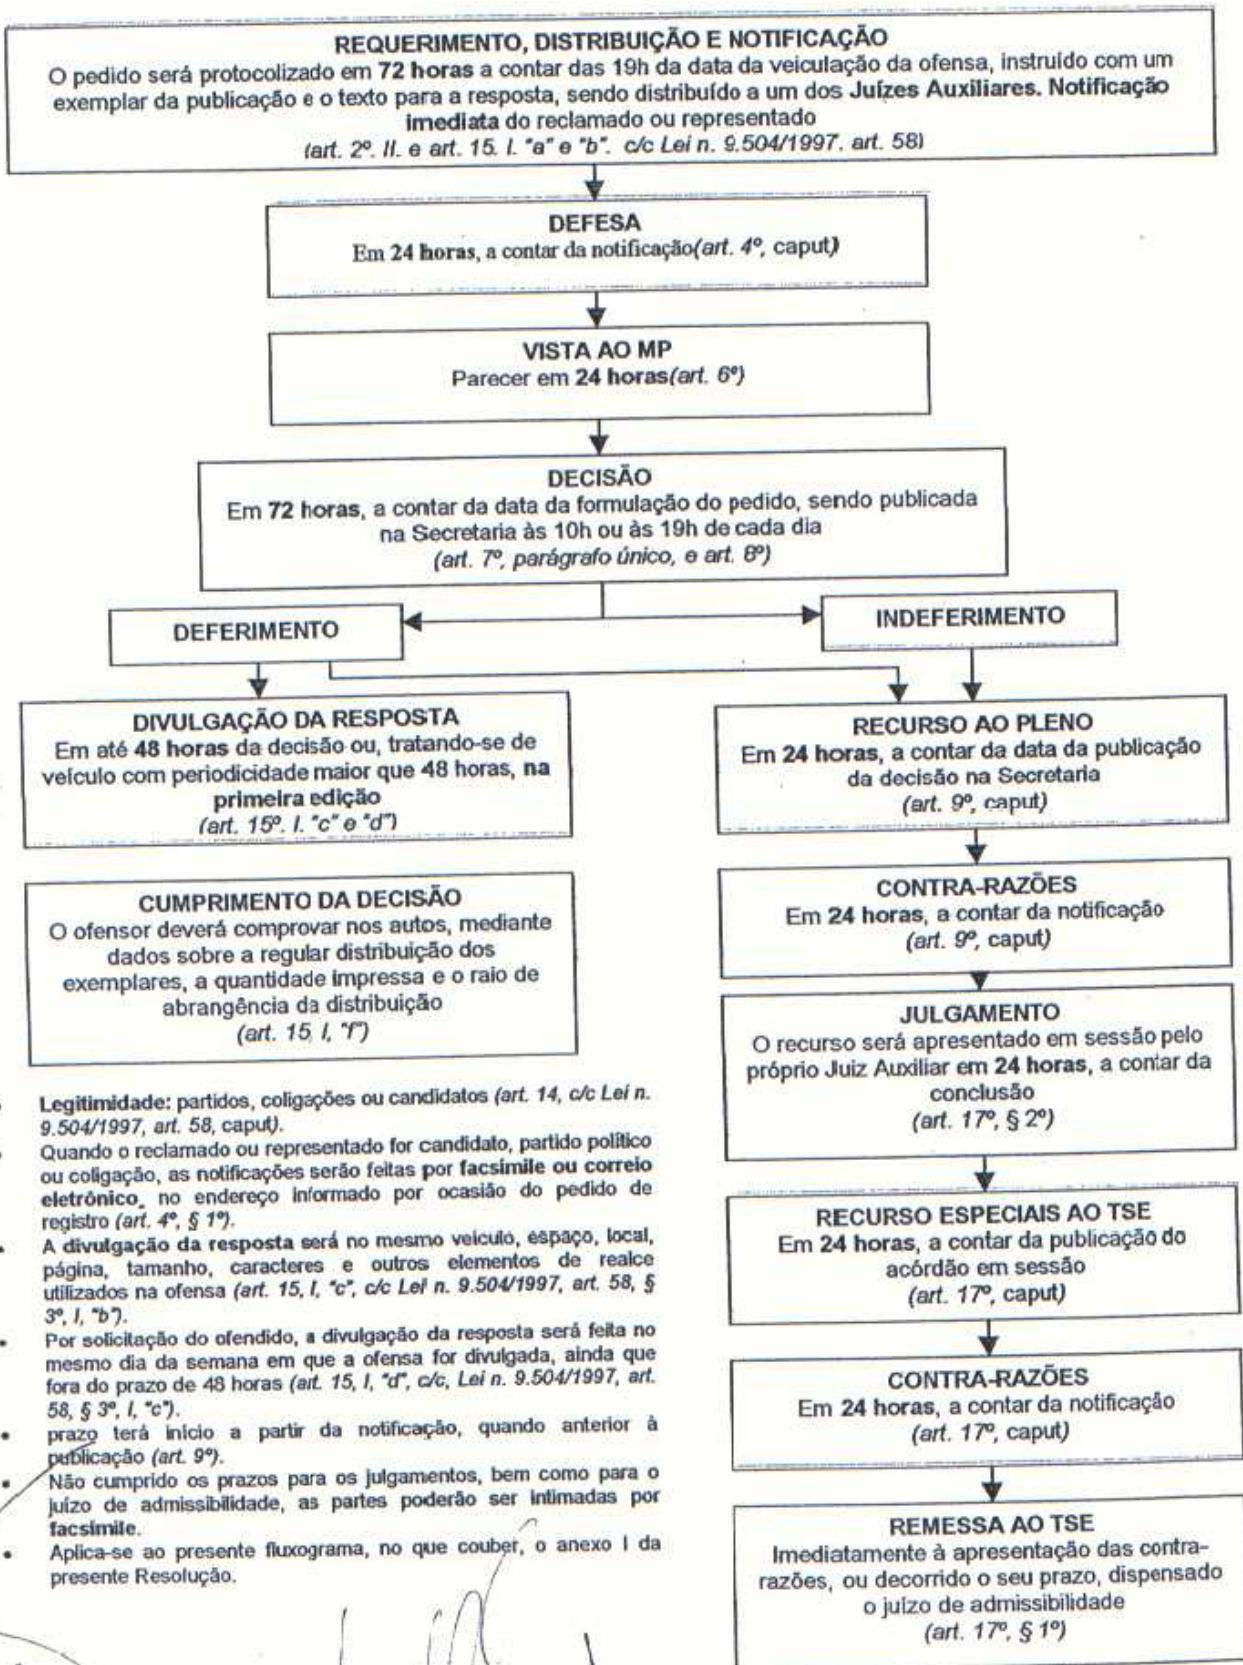 REQUERIMENTO, DISTRIBUIÇÃO E NOTIFICAÇÃO
O pedido será protocolizado em 72 horas a contar das 19h da data da veiculação da ofensa, instruído com um
exemplar da publicação e o texto para a resposta, sendo distribuído a um dos Juízes Auxiliares. Notificação
imediata do reclamado ou representado
(art. 2º. II. e art. 15. I. "a" e "b". c/c Lei n. 9.504/1997. art. 58)
DEFESA
Em 24 horas, a contar da notificação(art. 4º, caput)
VISTA AO MP
Parecer em 24 horas(art. 6º)
DECISÃO
Em 72 horas, a contar da data da formulação do pedido, sendo publicada
na Secretaria às 10h ou às 19h de cada dia
(art. 7º, parágrafo único, e art. 8º)
DEFERIMENTO
INDEFERIMENTO
DIVULGAÇÃO DA RESPOSTA
Em até 48 horas da decisão ou, tratando-se de
veículo com periodicidade maior que 48 horas, na
primeira edição
(art. 15º. I. "c" e "d")
CUMPRIMENTO DA DECISÃO
O ofensor deverá comprovar nos autos, mediante
dados sobre a regular distribuição dos
exemplares, a quantidade impressa e o raio de
abrangência da distribuição
(art. 15, I, "f")
Legitimidade: partidos, coligações ou candidatos (art. 14, c/c Lei n.
9.504/1997, art. 58, caput).
Quando o reclamado ou representado for candidato, partido político
ou coligação, as notificações serão feitas por facsímile ou correio
eletrônico, no endereço informado por ocasião do pedido de
registro (art. 4º, § 1º).
• A divulgação da resposta será no mesmo veículo, espaço, local,
página, tamanho, caracteres e outros elementos de realce
utilizados na ofensa (art. 15, I, "c", c/c Lei n. 9.504/1997, art. 58, §
3º, I, "b").
• Por solicitação do ofendido, a divulgação da resposta será feita no
mesmo dia da semana em que a ofensa for divulgada, ainda que
fora do prazo de 48 horas (art. 15, I, "d", c/c, Lei n. 9.504/1997, art.
58, § 3º, I, "c").
• prazo terá início a partir da notificação, quando anterior à
publicação (art. 9º).
• Não cumprido os prazos para os julgamentos, bem como para o
juízo de admissibilidade, as partes poderão ser intimadas por
facsímile.
• Aplica-se ao presente fluxograma, no que couber, o anexo I da
presente Resolução.
RECURSO AO PLENO
Em 24 horas, a contar da data da publicação
da decisão na Secretaria
(art. 9º, caput)
CONTRA-RAZÕES
Em 24 horas, a contar da notificação
(art. 9º, caput)
JULGAMENTO
O recurso será apresentado em sessão pelo
próprio Juiz Auxiliar em 24 horas, a contar da
conclusão
(art. 17º, § 2º)
RECURSO ESPECIAIS AO TSE
Em 24 horas, a contar da publicação do
acórdão em sessão
(art. 17º, caput)
CONTRA-RAZÕES
Em 24 horas, a contar da notificação
(art. 17º, caput)
REMESSA AO TSE
Imediatamente à apresentação das contra-
razões, ou decorrido o seu prazo, dispensado
o juízo de admissibilidade
(art. 17º, § 1º)